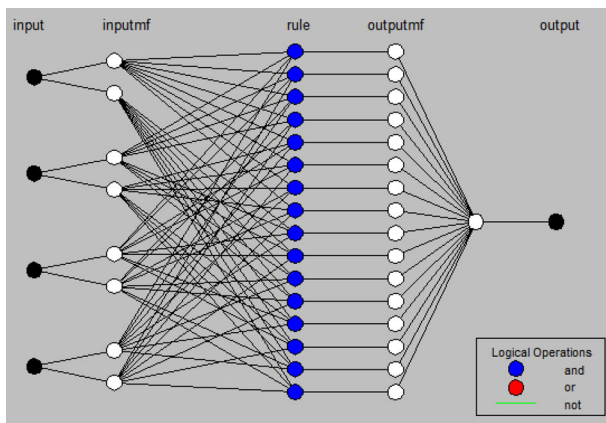 input inputmf rule outputmf output
Logical Operations
and
or
not